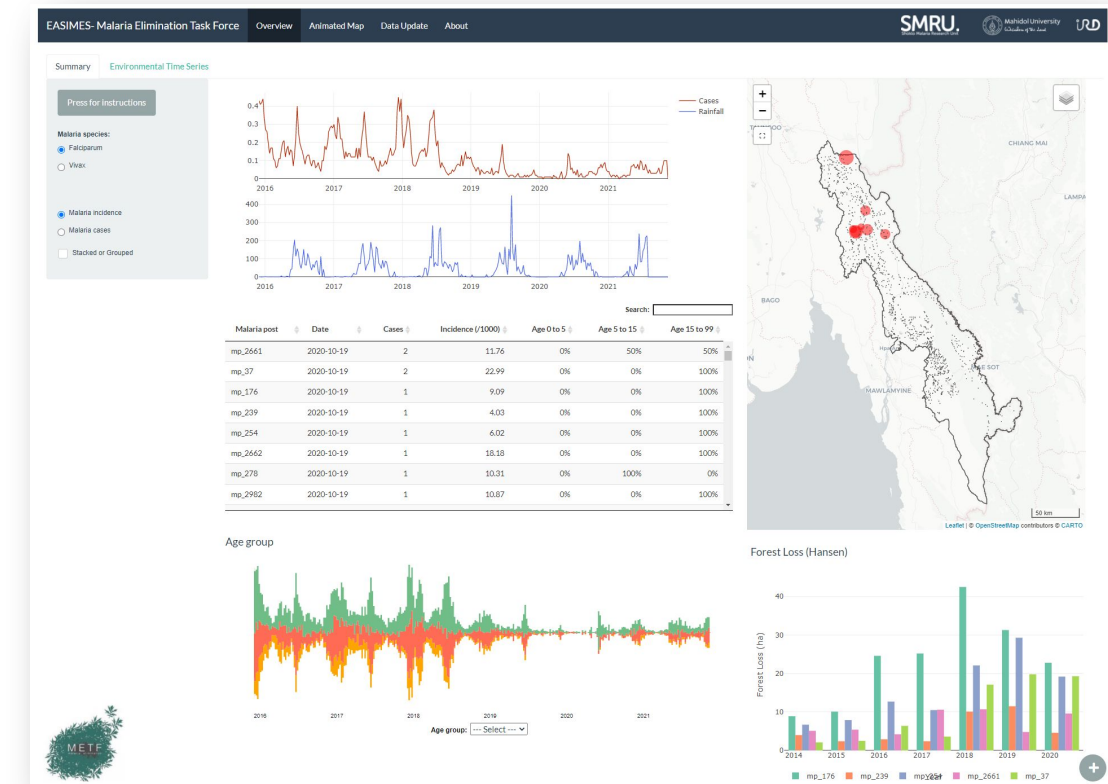 EASIMES- Malaria Elimination Task Force Overview Animated Map Data Update About
SMRU.
Mahidol University
IRD
Summary Environmental Time Series
Press for instructions
Malaria species:
Falciparum
Vivax
Malaria incidence
Malaria cases
Stacked or Grouped
Cases
Rainfall
0.4
0.3
0.2
0.1
0
2016 2017 2018 2019 2020 2021
400
300
200
100
0
2016 2017 2018 2019 2020 2021
Search:
Malaria post Date Cases Incidence (/1000) Age 0 to 5 Age 5 to 15 Age 15 to 99
mp_2661 2020-10-19 2 11.76 0% 50% 50%
mp_37 2020-10-19 2 22.99 0% 0% 100%
mp_176 2020-10-19 1 9.09 0% 0% 100%
mp_239 2020-10-19 1 4.03 0% 0% 100%
mp_254 2020-10-19 1 6.02 0% 0% 100%
mp_2662 2020-10-19 1 18.18 0% 0% 100%
mp_278 2020-10-19 1 10.31 0% 100% 0%
mp_2982 2020-10-19 1 10.87 0% 0% 100%
+
−
CHIANG MAI
LAMPA
BAGO
MAWLAMYINE
SOT
50 km
Leaflet | © OpenStreetMap contributors © CARTO
Age group
2016 2017 2018 2019 2020 2021
Age group: --- Select ---
Forest Loss (Hansen)
Forest Loss (ha)
40
30
20
10
0
2014 2015 2016 2017 2018 2019 2020
mp_176 mp_239 mp_254 mp_2661 mp_37
METF
+